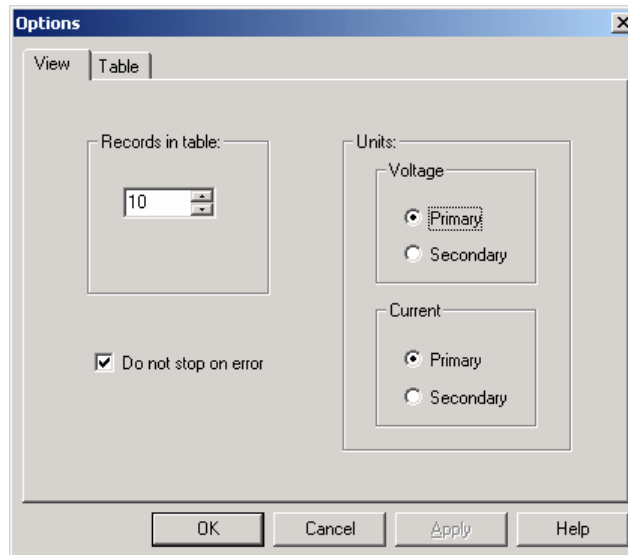 Options
View
Table
Records in table:
10
Do not stop on error
Units:
Voltage
Primary
Secondary
Current
Primary
Secondary
OK
Cancel
Apply
Help